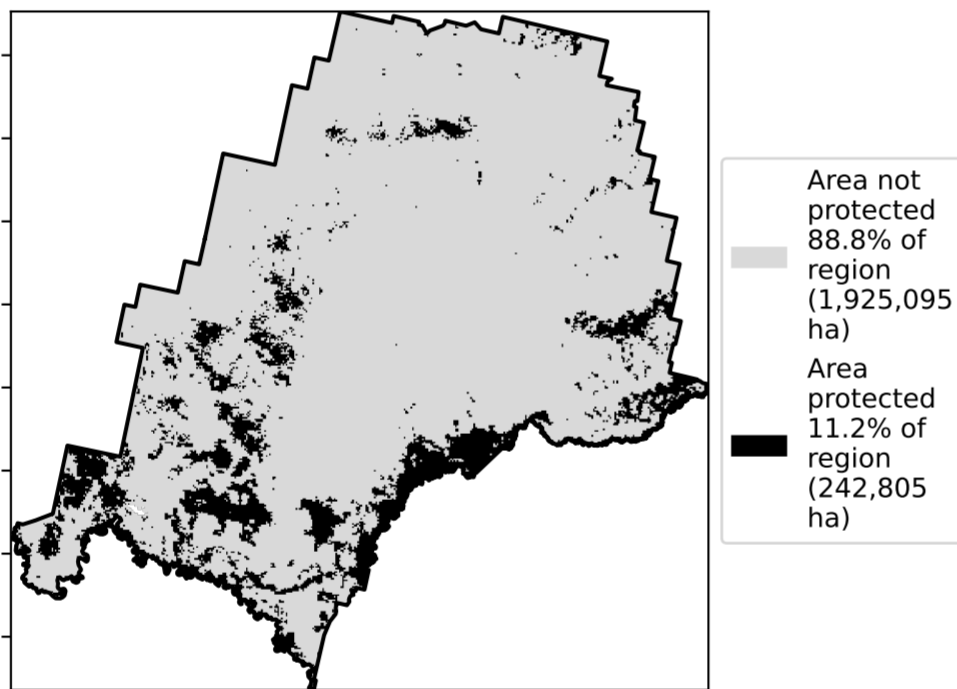 Area not
protected
88.8% of
region
(1,925,095
ha)
Area
protected
11.2% of
region
(242,805
ha)